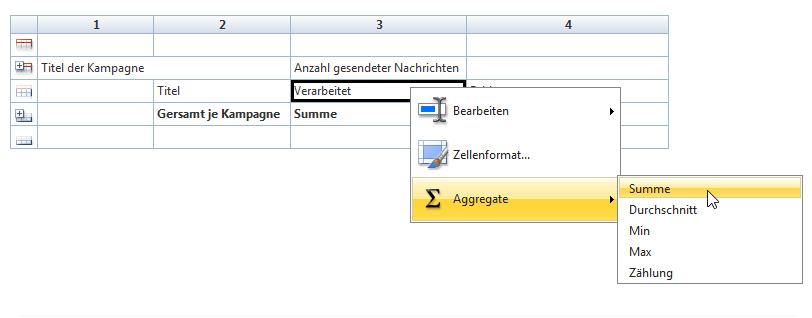 1 2 3 4
Titel der Kampagne Anzahl gesendeter Nachrichten
Titel Verarbeitet
Gersamt je Kampagne Summe
Bearbeiten
Zellenformat...
Aggregate
Summe
Durchschnitt
Min
Max
Zählung